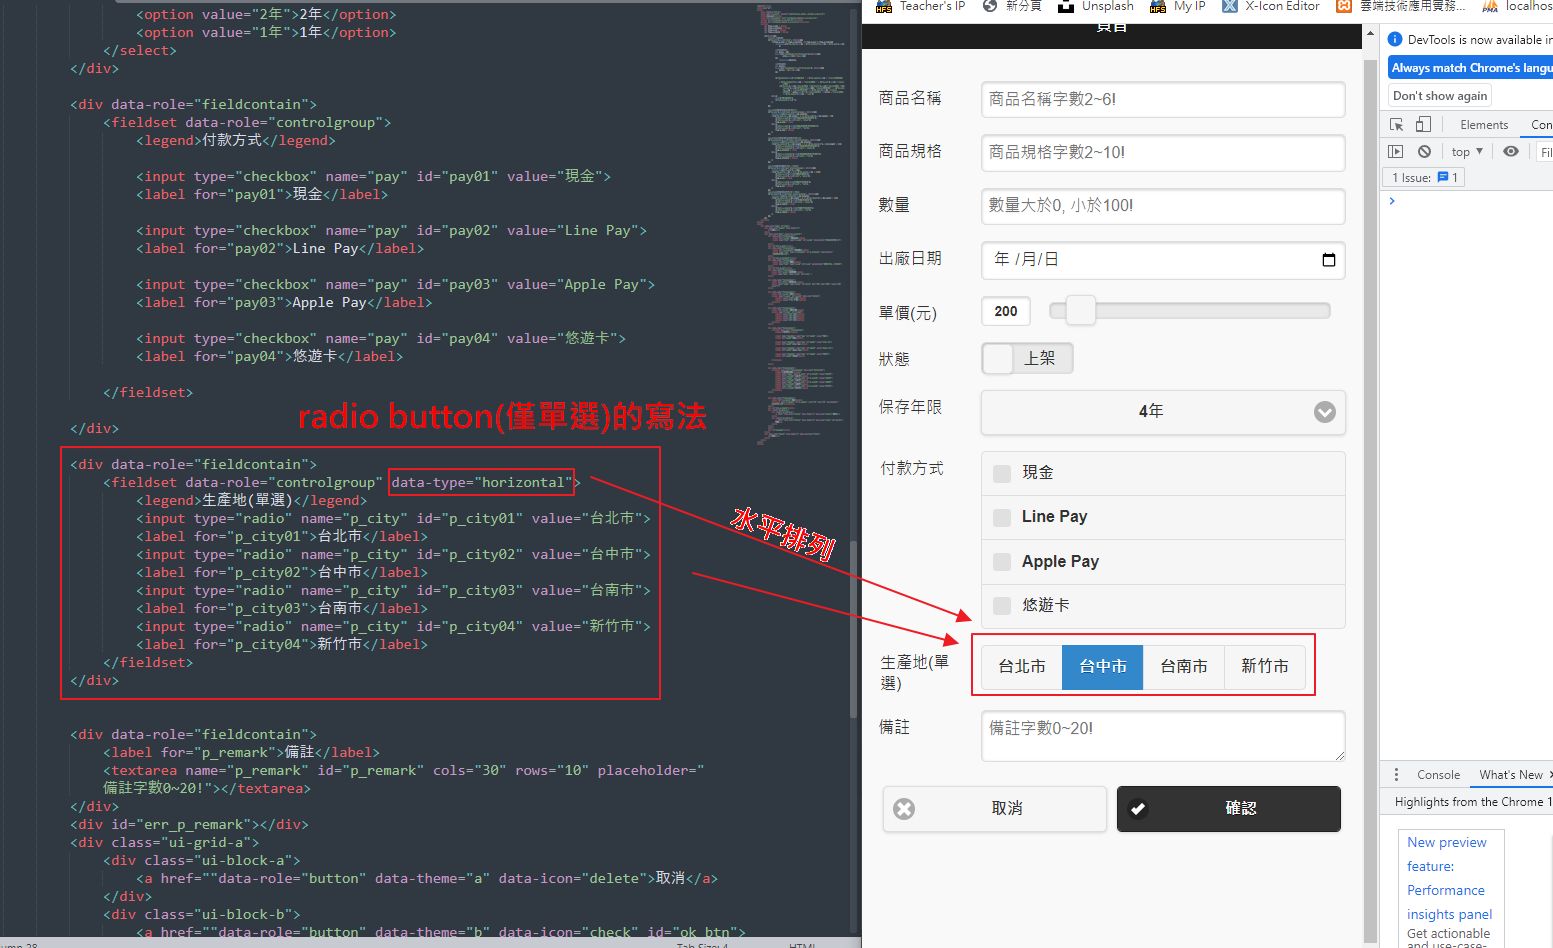 <option value="2年">2年</option>
<option value="1年">1年</option>
</select>
</div>
<div data-role="fieldcontain">
<fieldset data-role="controlgroup">
<legend>付款方式</legend>
<input type="checkbox" name="pay" id="pay01" value="現金">
<label for="pay01">現金</label>
<input type="checkbox" name="pay" id="pay02" value="Line Pay">
<label for="pay02">Line Pay</label>
<input type="checkbox" name="pay" id="pay03" value="Apple Pay">
<label for="pay03">Apple Pay</label>
<input type="checkbox" name="pay" id="pay04" value="悠遊卡">
<label for="pay04">悠遊卡</label>
</fieldset>
radio button(僅單選)的寫法
</div>
<div data-role="fieldcontain">
<fieldset data-role="controlgroup" data-type="horizontal">
<legend>生產地(單選)</legend>
<input type="radio" name="p_city" id="p_city01" value="台北市">
<label for="p_city01">台北市</label>
<input type="radio" name="p_city" id="p_city02" value="台中市">
<label for="p_city02">台中市</label>
<input type="radio" name="p_city" id="p_city03" value="台南市">
<label for="p_city03">台南市</label>
<input type="radio" name="p_city" id="p_city04" value="新竹市">
<label for="p_city04">新竹市</label>
</fieldset>
</div>
水平排列
<div data-role="fieldcontain">
<label for="p_remark">備註</label>
<textarea name="p_remark" id="p_remark" cols="30" rows="10" placeholder="
備註字數0~20!"></textarea>
</div>
<div id="err_p_remark"></div>
<div class="ui-grid-a">
<div class="ui-block-a">
<a href=""data-role="button" data-theme="a" data-icon="delete">取消</a>
</div>
<div class="ui-block-b">
<a href=""data-role="button" data-theme="b" data-icon="check" id="ok_btn">
Tab Size: 4 HTML
Teacher's IP 新分頁 Unsplash My IP X-Icon Editor 雲端技術應用實務... localhos
頁首
商品名稱 商品名稱字數2~6!
商品規格 商品規格字數2~10!
數量 數量大於0, 小於100!
出廠日期 年 /月/日
單價(元) 200
狀態 上架
保存年限 4年
付款方式 現金
Line Pay
Apple Pay
悠遊卡
生產地(單
選)
台北市 台中市 台南市 新竹市
備註 備註字數0~20!
取消 確認
DevTools is now available in
Always match Chrome's langu
Don't show again
Elements Con
top ▼ Fil
1 Issue: 1
>
Console What's New ×
Highlights from the Chrome 1
New preview
feature:
Performance
insights panel
Get actionable
and use-case-